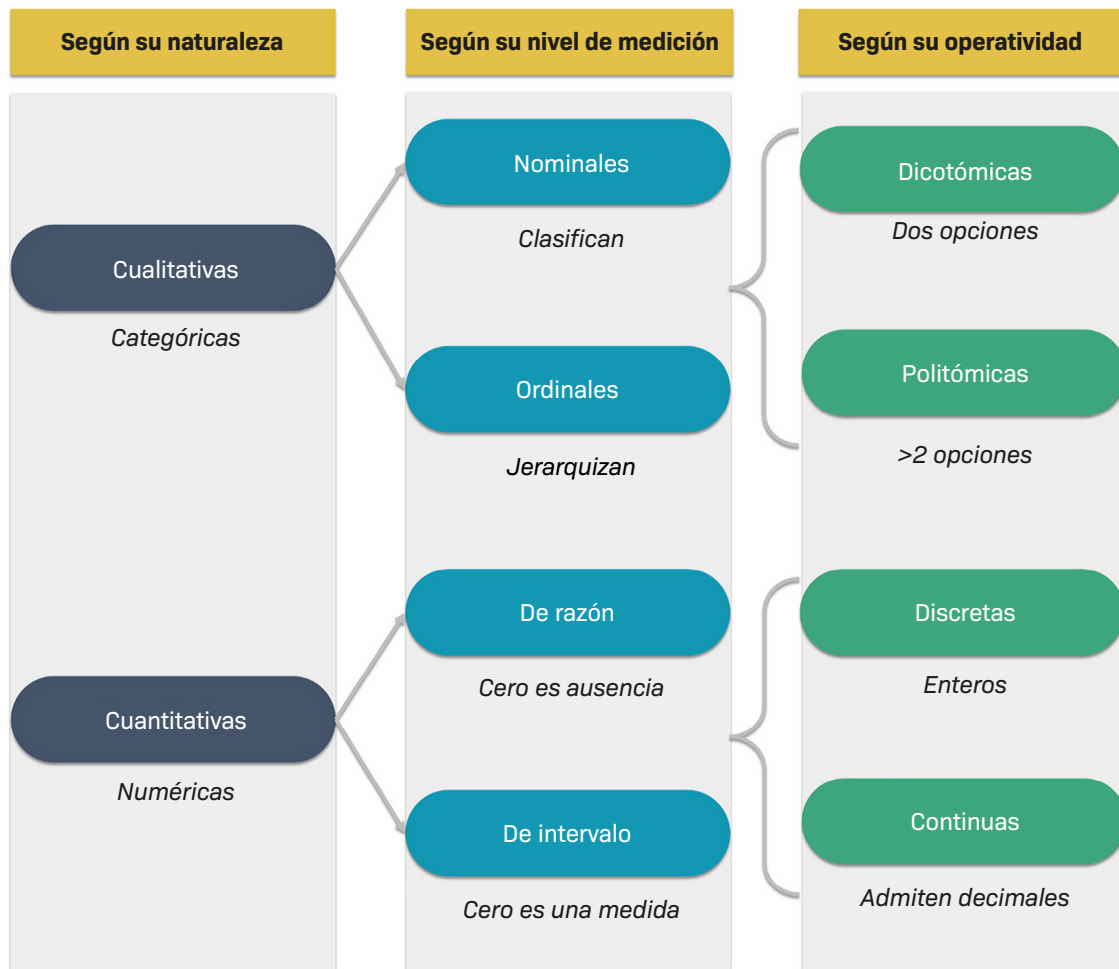 Según su naturaleza
Según su nivel de medición
Según su operatividad
Cualitativas
Categóricas
Nominales
Clasifican
Ordinales
Jerarquizan
Dicotómicas
Dos opciones
Politómicas
>2 opciones
Cuantitativas
Numéricas
De razón
Cero es ausencia
De intervalo
Cero es una medida
Discretas
Enteros
Continuas
Admiten decimales